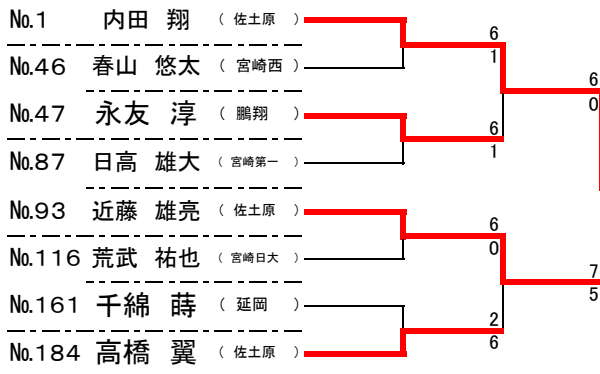 No.1 内田 翔 （ 佐土原 ）
6
1
No.46 春山 悠太 （ 宮崎西 ）
6
0
No.47 永友 淳 （ 鵬翔 ）
6
1
No.87 日高 雄大 （ 宮崎第一 ）
No.93 近藤 雄亮 （ 佐土原 ）
6
0
No.116 荒武 祐也 （ 宮崎日大 ）
7
5
No.161 千綿 蒔 （ 延岡 ）
2
6
No.184 高橋 翼 （ 佐土原 ）